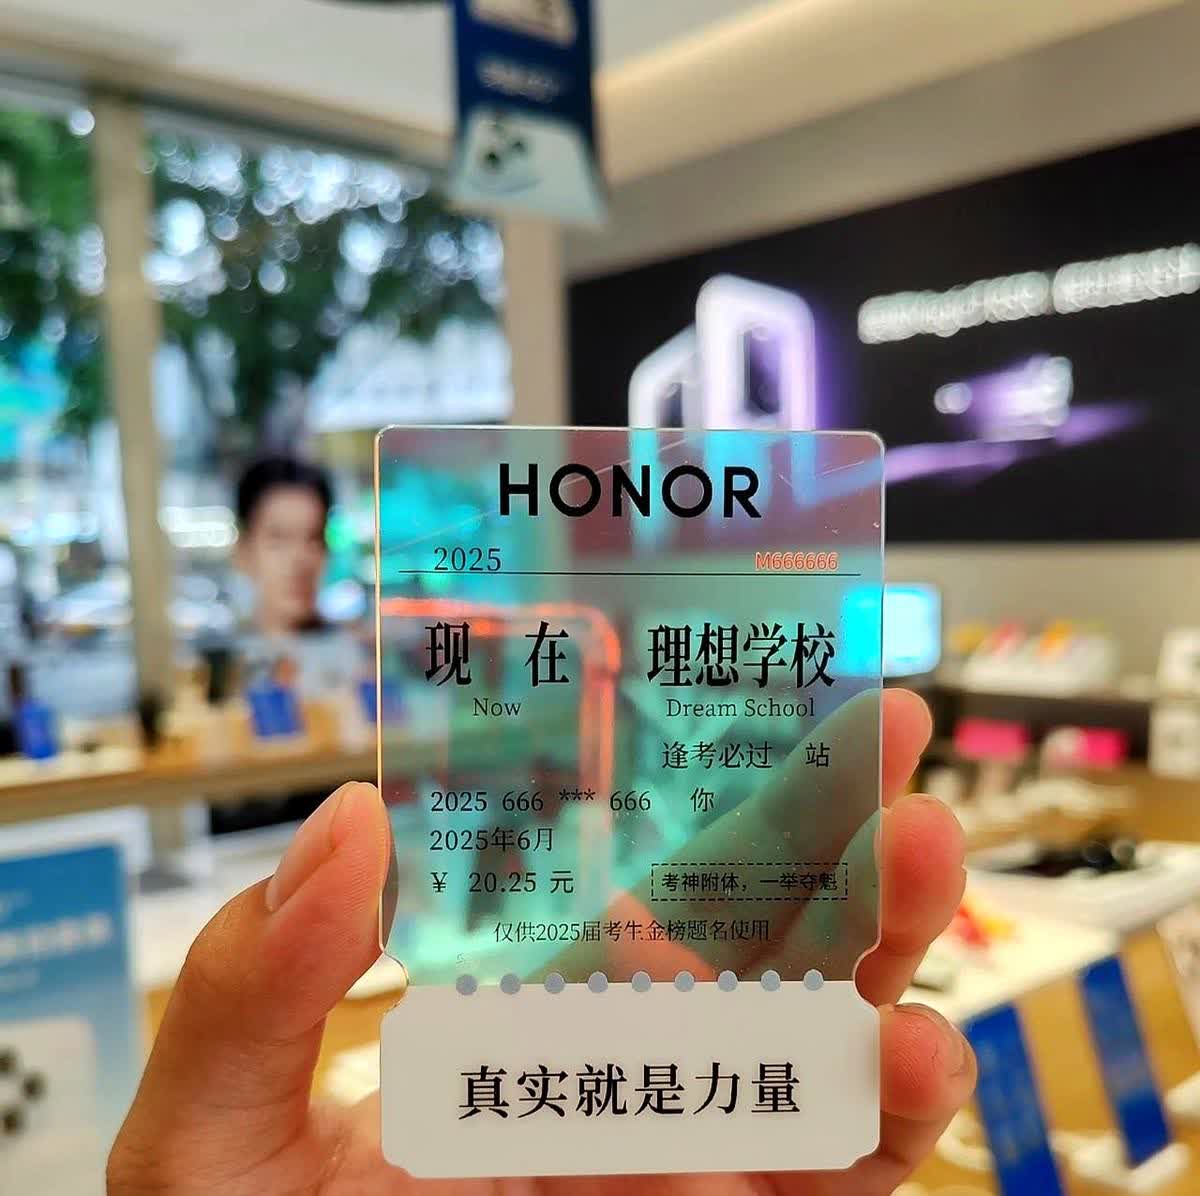 HONOR
2025 M666666
现 在 理想学校
Now Dream School
逢考必过 站
2025 666 *** 666 你
2025年6月
¥ 20.25 元
考神附体，一举夺魁
仅供2025届考生金榜题名使用
真实就是力量